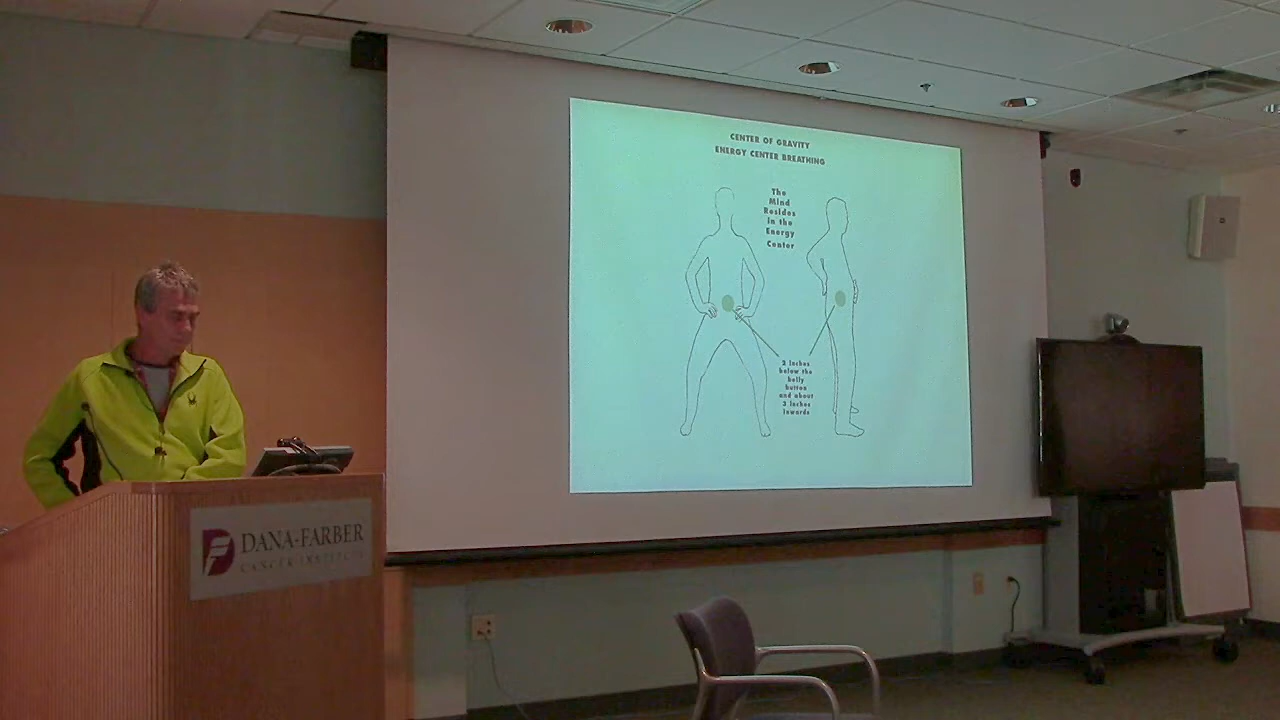 CENTER OF GRAVITY
ENERGY CENTER BREATHING
The
Mind
Resides
in the
Energy
Center
2 inches
below the
belly
button
and about
3 inches
inwards
DANA-FARBER
CANCER INSTITUTE